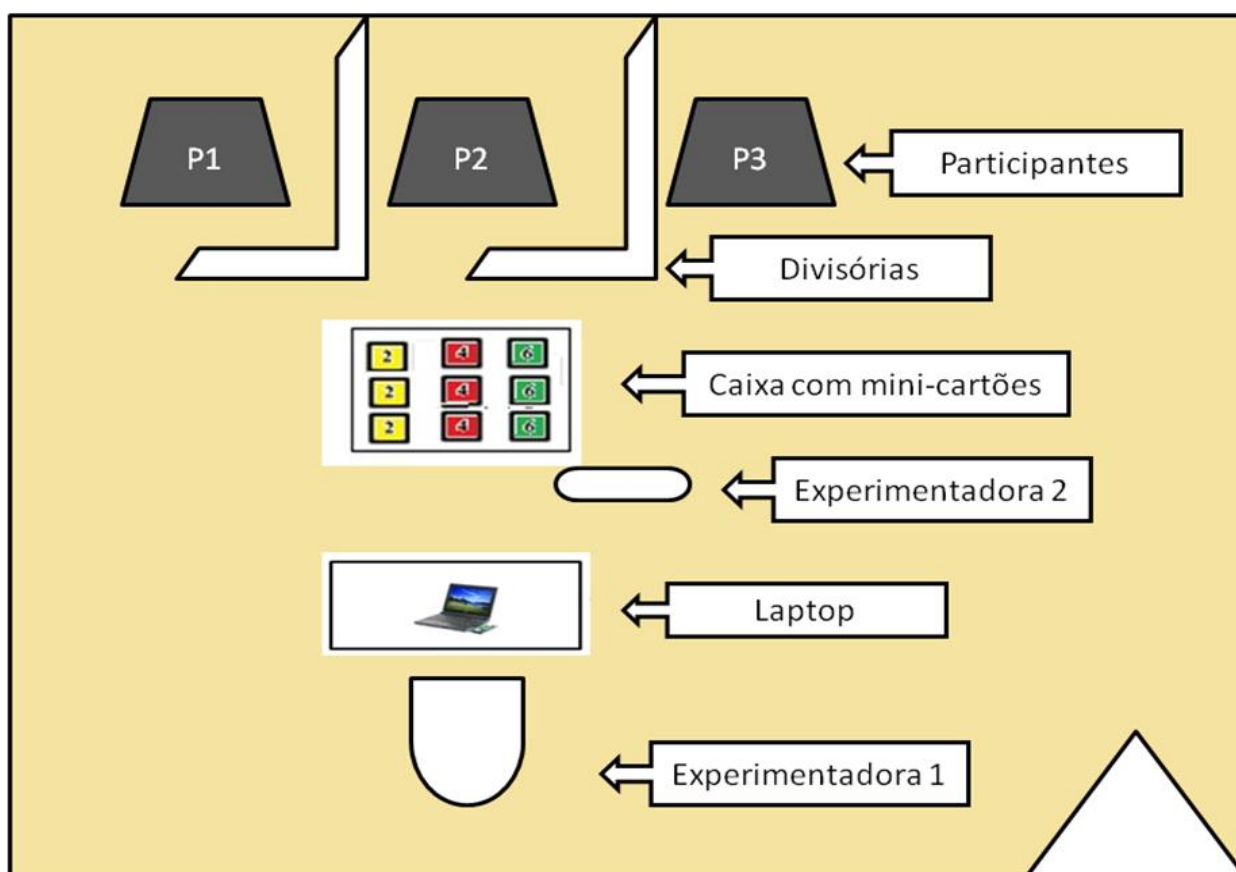 P1 P2 P3
Participantes
Divisórias
2 4 6
2 4 6
2 4 6
Caixa com mini-cartões
Experimentadora 2
Laptop
Experimentadora 1